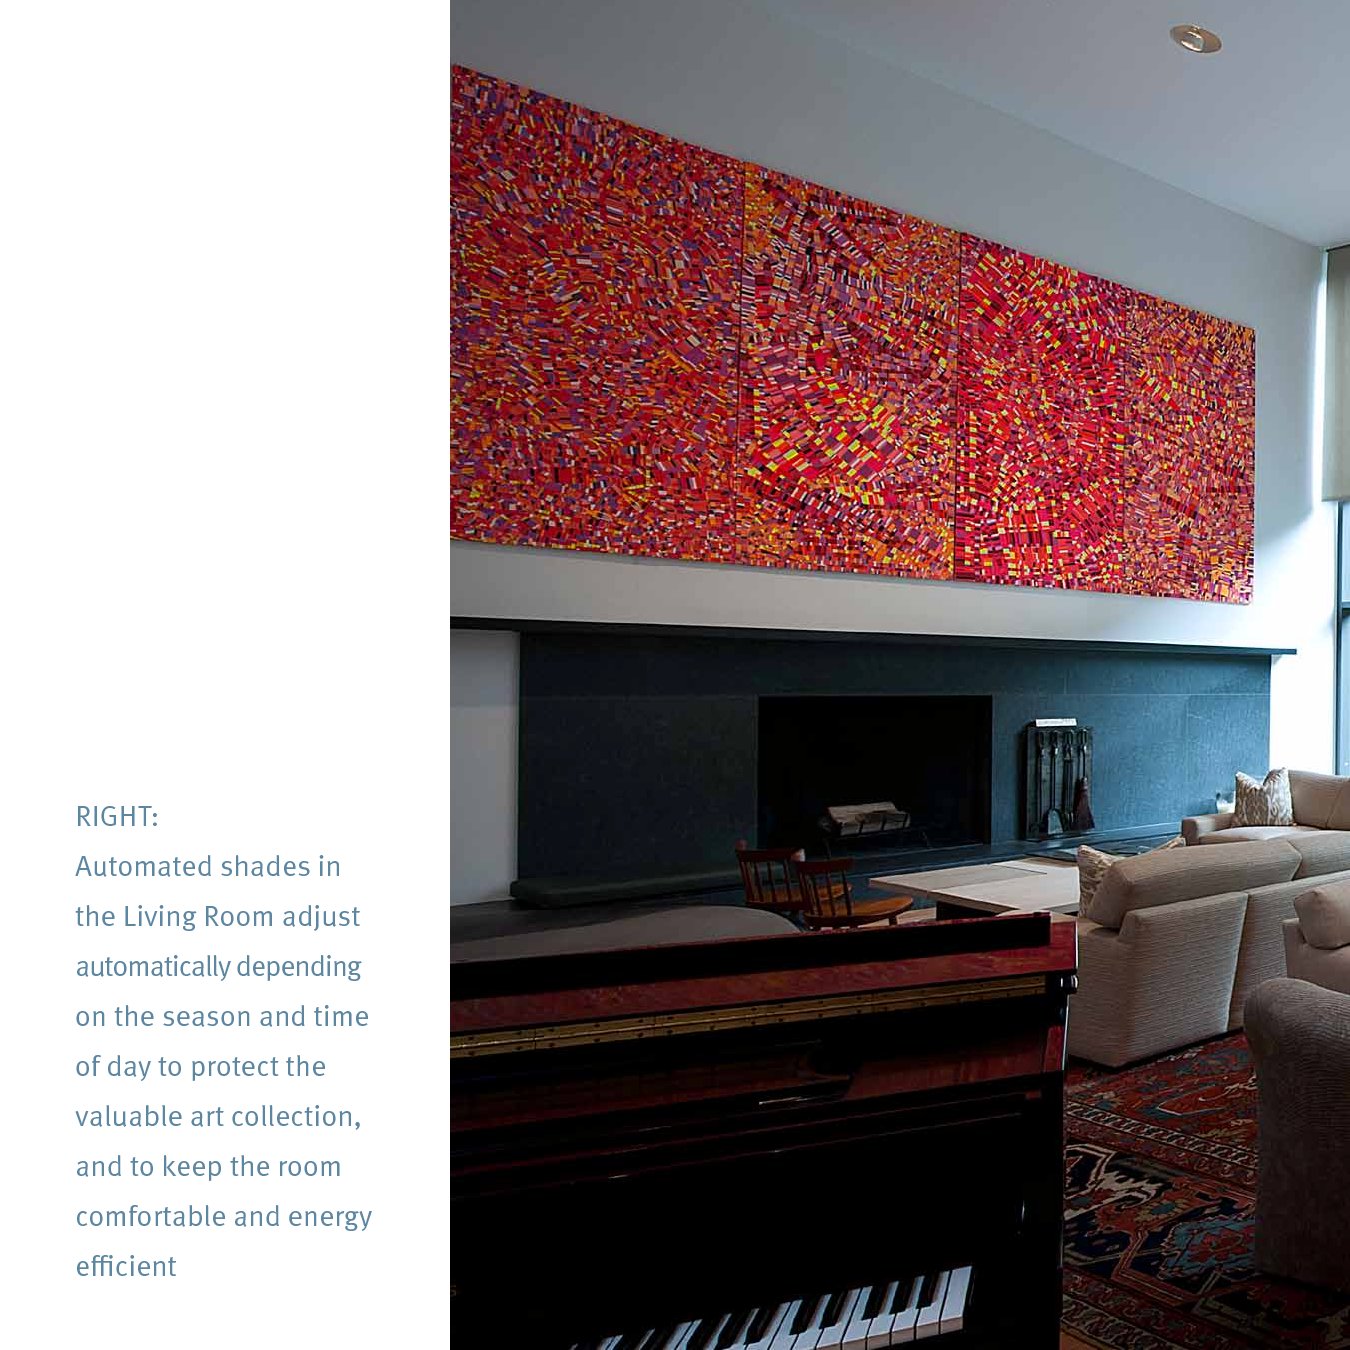 RIGHT:
Automated shades in
the Living Room adjust
automatically depending
on the season and time
of day to protect the
valuable art collection,
and to keep the room
comfortable and energy
efficient